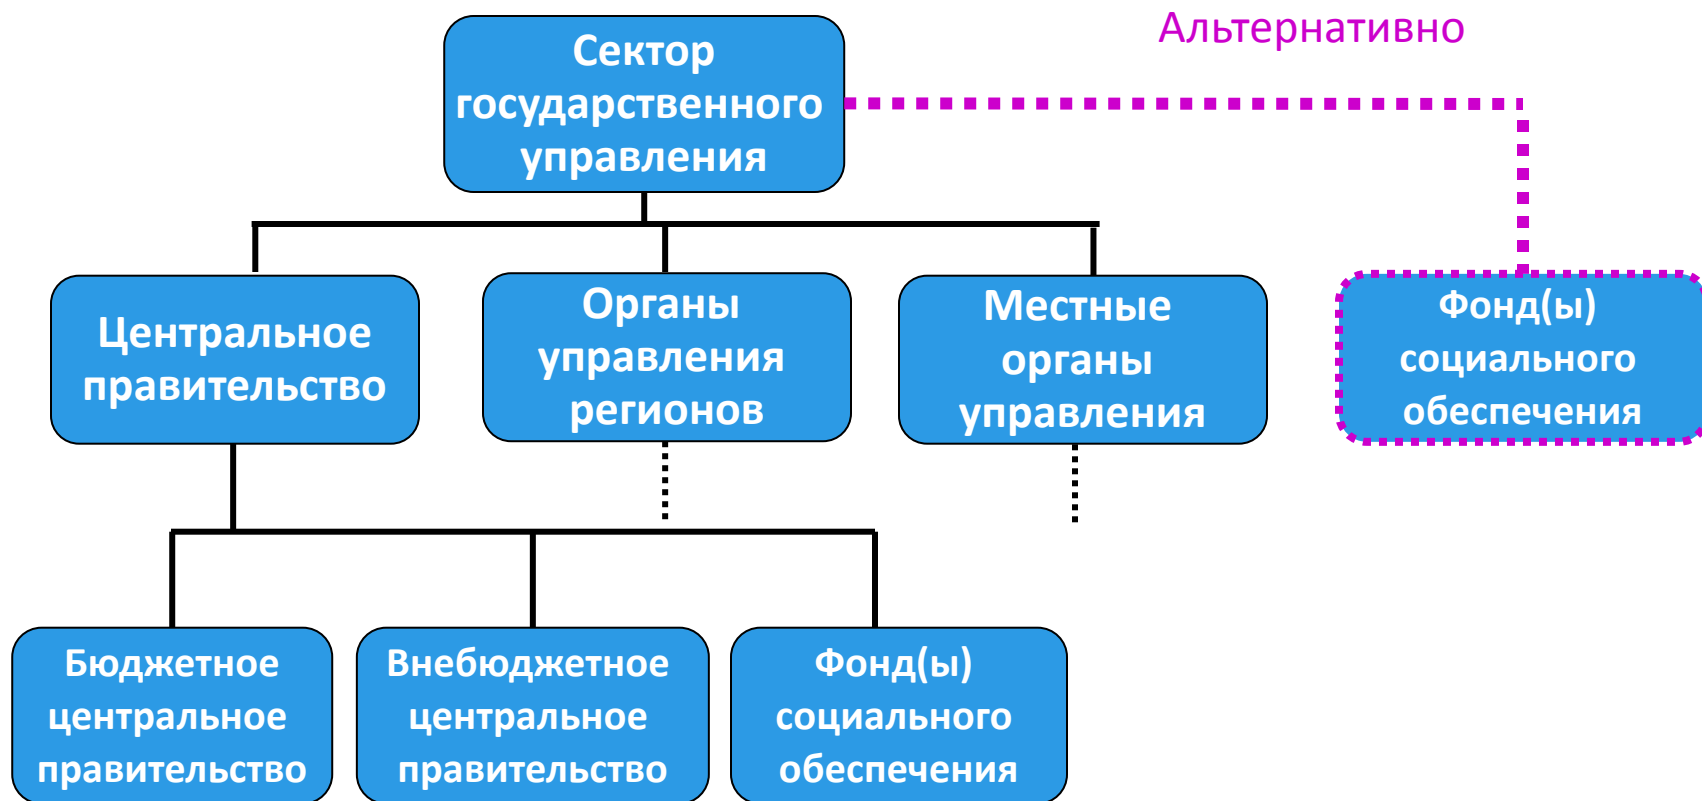 Альтернативно
Сектор
государственного
управления
Центральное
правительство
Органы
управления
регионов
Местные
органы
управления
Фонд(ы)
социального
обеспечения
Бюджетное
центральное
правительство
Внебюджетное
центральное
правительство
Фонд(ы)
социального
обеспечения